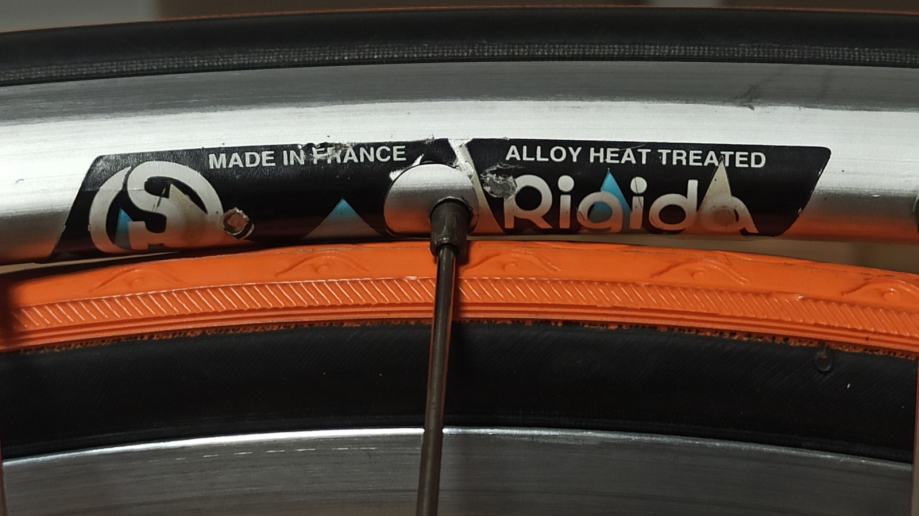 MADE IN FRANCE
ALLOY HEAT TREATED
Rigida